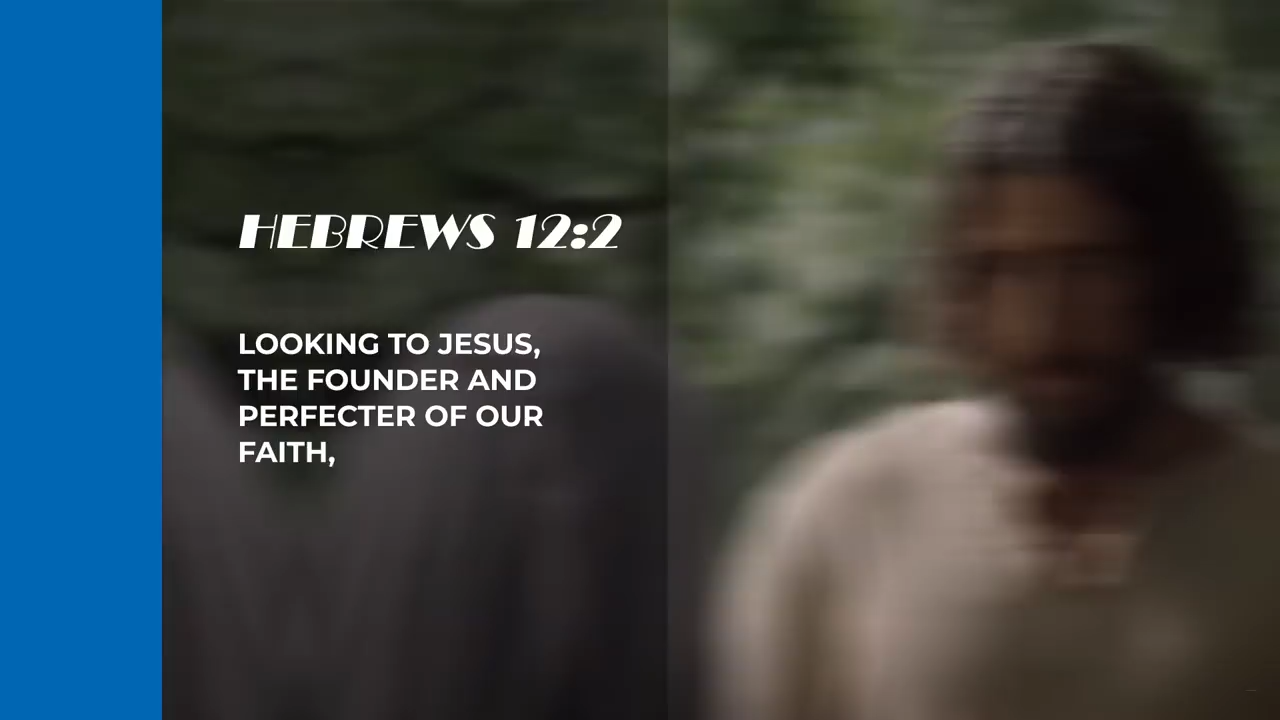 HEBREWS 12:2
LOOKING TO JESUS,
THE FOUNDER AND
PERFECTER OF OUR
FAITH,